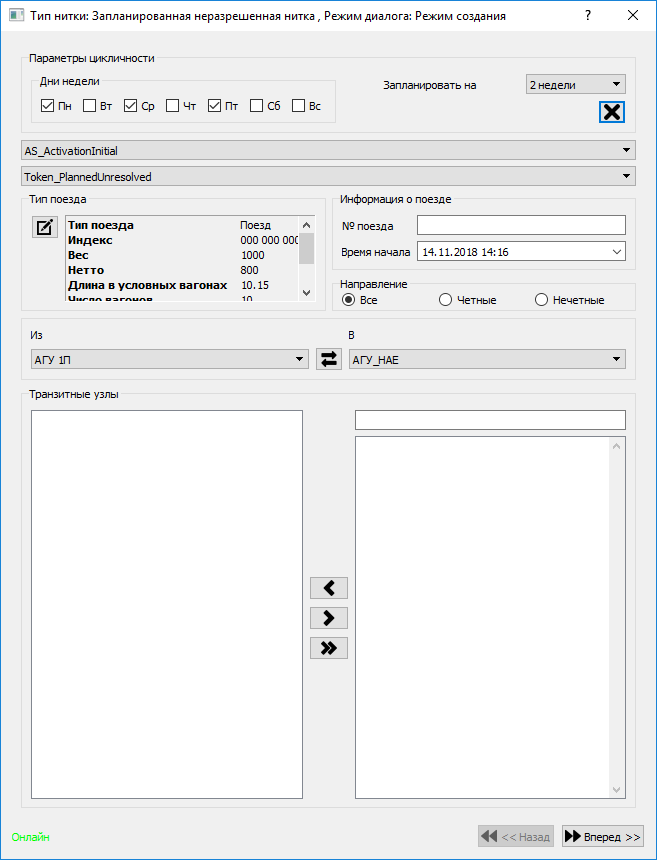 Тип нитки: Запланированная неразрешенная нитка , Режим диалога: Режим создания ?
Параметры цикличности
Дни недели
Запланировать на 2 недели
Пн Вт Ср Чт Пт Сб Вс
AS_ActivationInitial
Token_PlannedUnresolved
Тип поезда
Тип поезда Поезд
Индекс 000 000 000
Вес 1000
Нетто 800
Длина в условных вагонах 10.15
Число вагонов 10
Информация о поезде
№ поезда
Время начала 14.11.2018 14:16
Направление
Все Четные Нечетные
Из В
АГУ 1П АГУ_НАЕ
Транзитные узлы
Онлайн << Назад Вперед >>